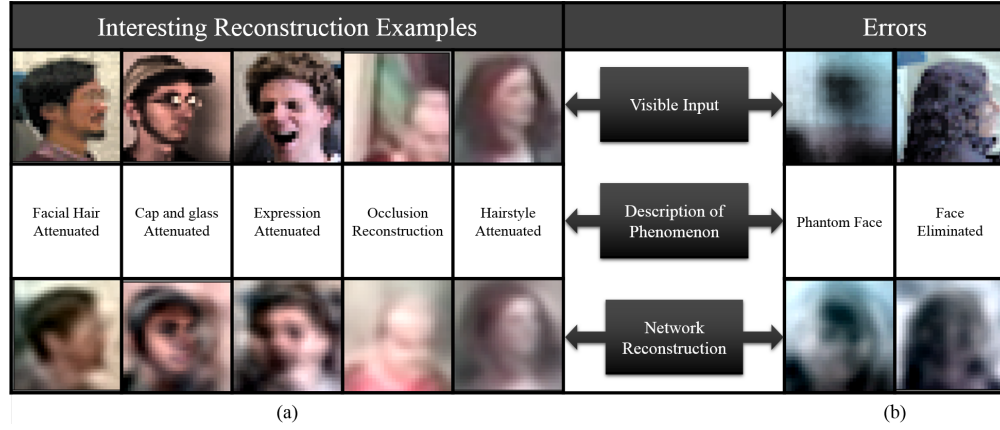 Interesting Reconstruction Examples
Errors
Visible Input
Facial Hair
Attenuated
Cap and glass
Attenuated
Expression
Attenuated
Occlusion
Reconstruction
Hairstyle
Attenuated
Description of
Phenomenon
Phantom Face
Face
Eliminated
Network
Reconstruction
(a)
(b)